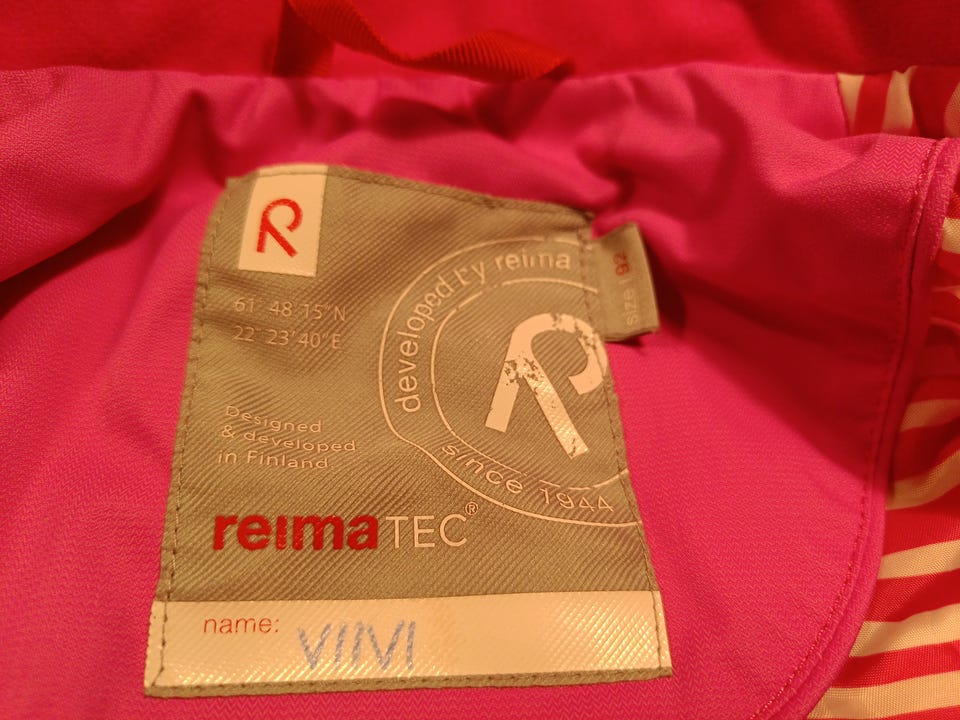 R
61° 48'15"N
22° 23'40"E
developed by reima
R
since 1944
size 92
Designed
& developed
in Finland
reimaTEC®
name: VIIVI